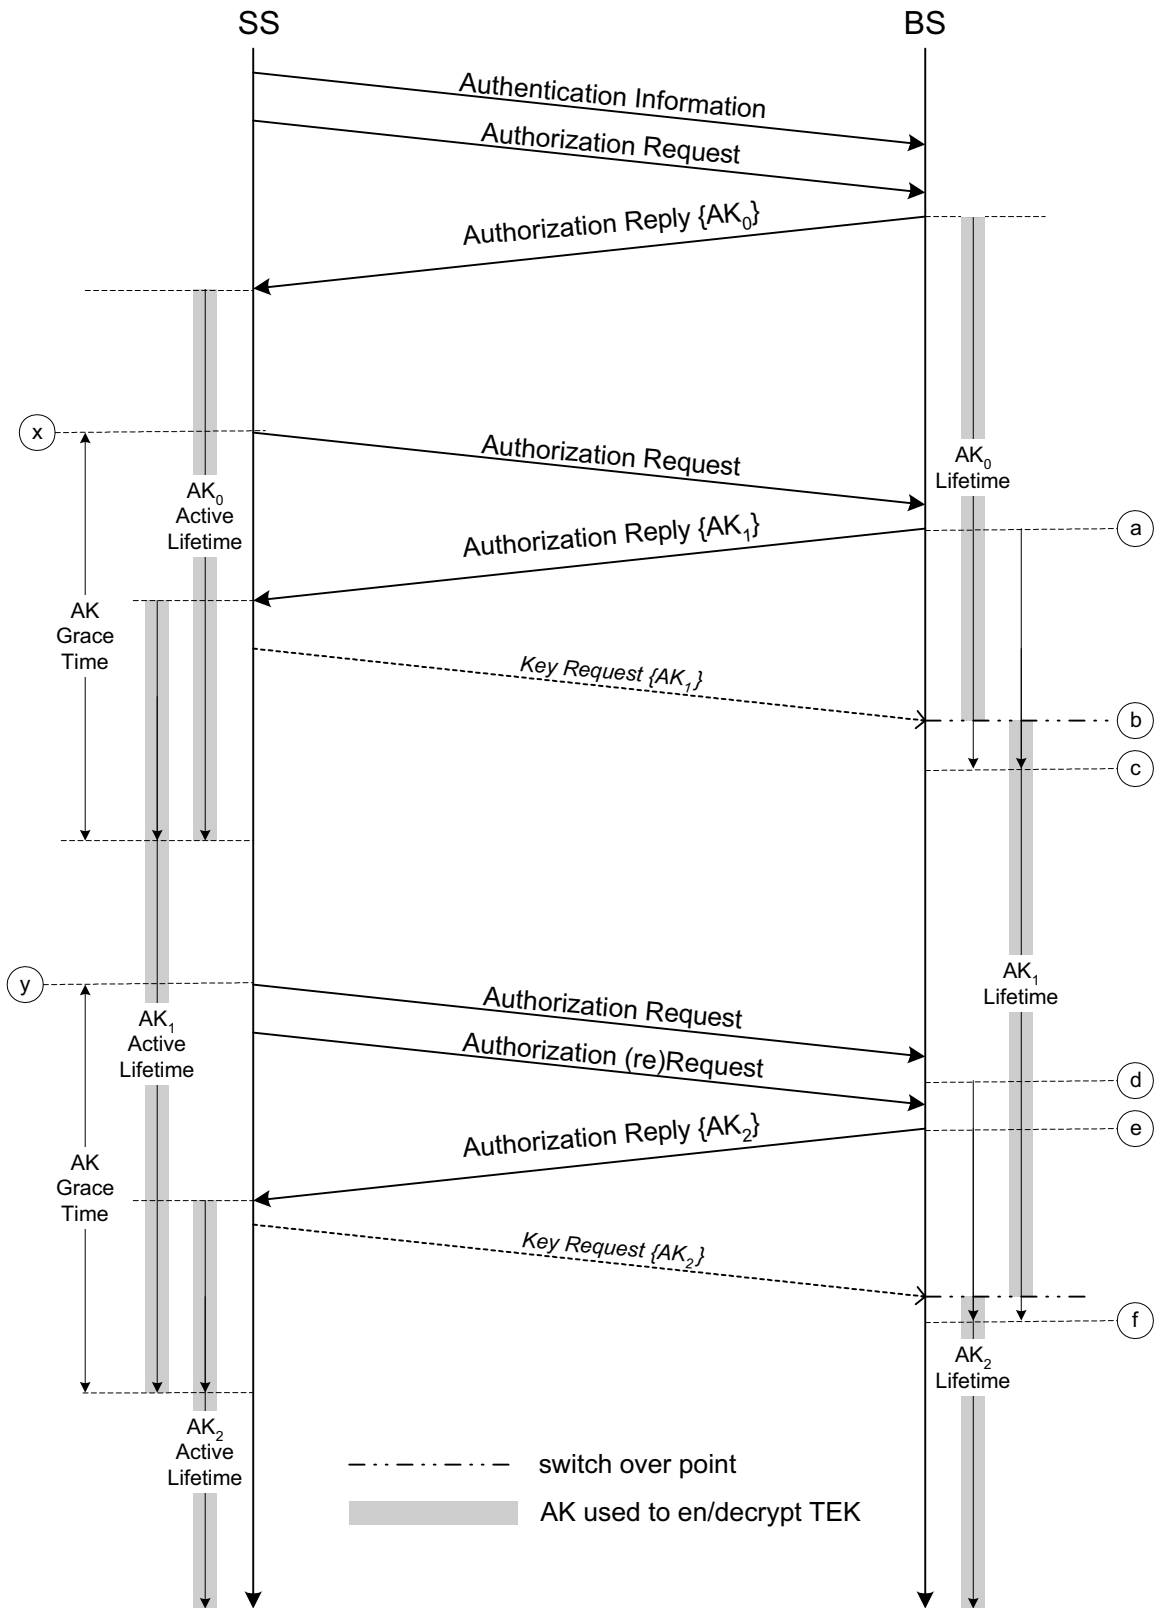 SS
BS
Authentication Information
Authorization Request
Authorization Reply {AK₀}
x
Authorization Request
AK₀
Lifetime
AK₀
Active
Lifetime
a
Authorization Reply {AK₁}
AK
Grace
Time
Key Request {AK₁}
b
c
y
AK₁
Lifetime
Authorization Request
AK₁
Active
Lifetime
Authorization (re)Request
d
e
Authorization Reply {AK₂}
AK
Grace
Time
Key Request {AK₂}
f
AK₂
Lifetime
AK₂
Active
Lifetime
switch over point
AK used to en/decrypt TEK